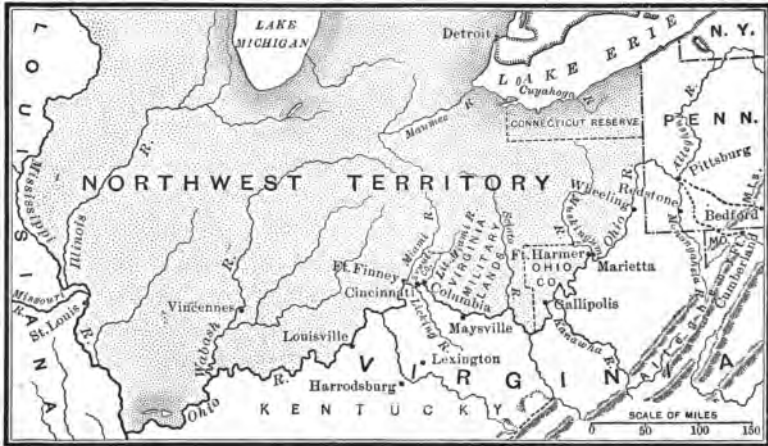 LOUISIANA
LAKE
MICHIGAN
Detroit
LAKE ERIE
N. Y.
Cuyahoga R.
CONNECTICUT RESERVE
PENN.
Maumee R.
Allegheny R.
Pittsburg
Mississippi
Illinois R.
NORTHWEST TERRITORY
Wheeling
Redstone
Bedford
Mts.
MD.
Ohio R.
Muskingum R.
Monongahela R.
Ft. Harmer
OHIO
CO.
Marietta
Gallipolis
Cumberland
Miami R.
Symmes
Co.
Lit. Miami R.
VIRGINIA
MILITARY
LANDS
Scioto R.
Ft. Finney
Cincinnati
Columbia
Maysville
Licking R.
Kanawha R.
Missouri R.
St. Louis
R.
Vincennes
Wabash R.
Louisville
Lexington
Harrodsburg
VIRGINIA
Ohio R.
KENTUCKY
SCALE OF MILES
0 50 100 150